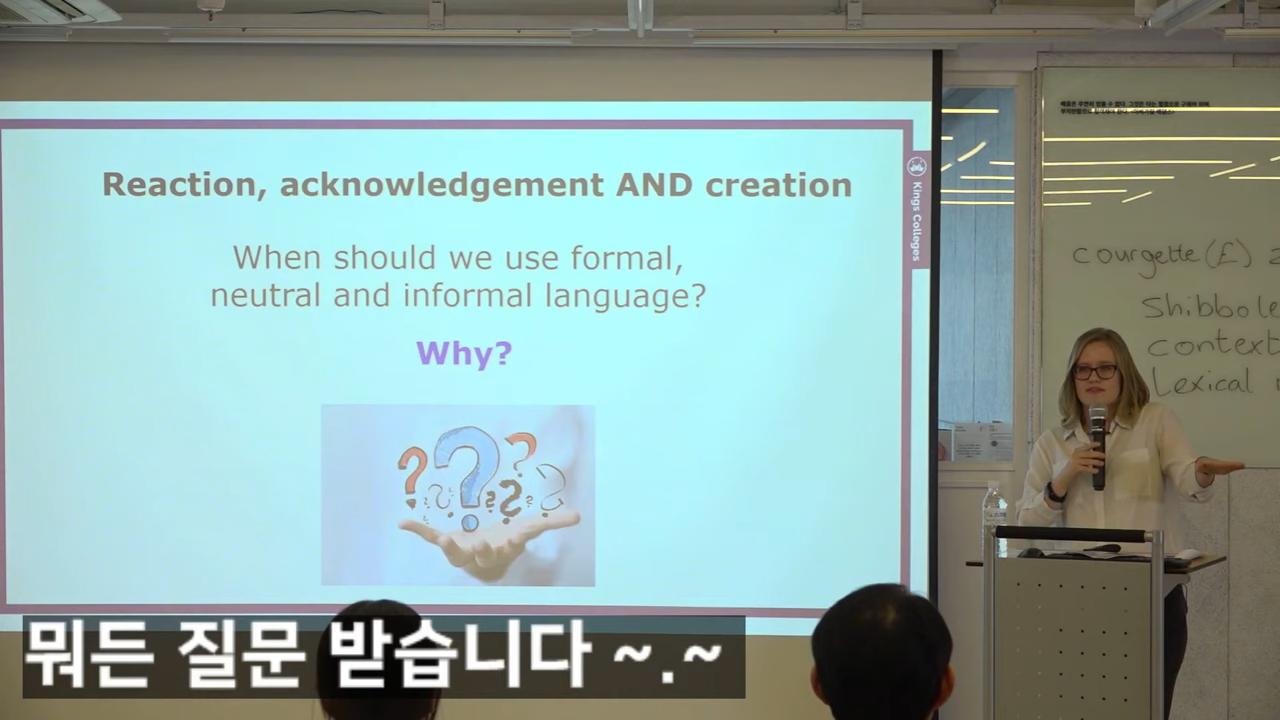 Reaction, acknowledgement AND creation
When should we use formal,
neutral and informal language?
Why?
Kings Colleges
courgette (£)
Shibbole
context
Lexical
뭐든 질문 받습니다 ~.~